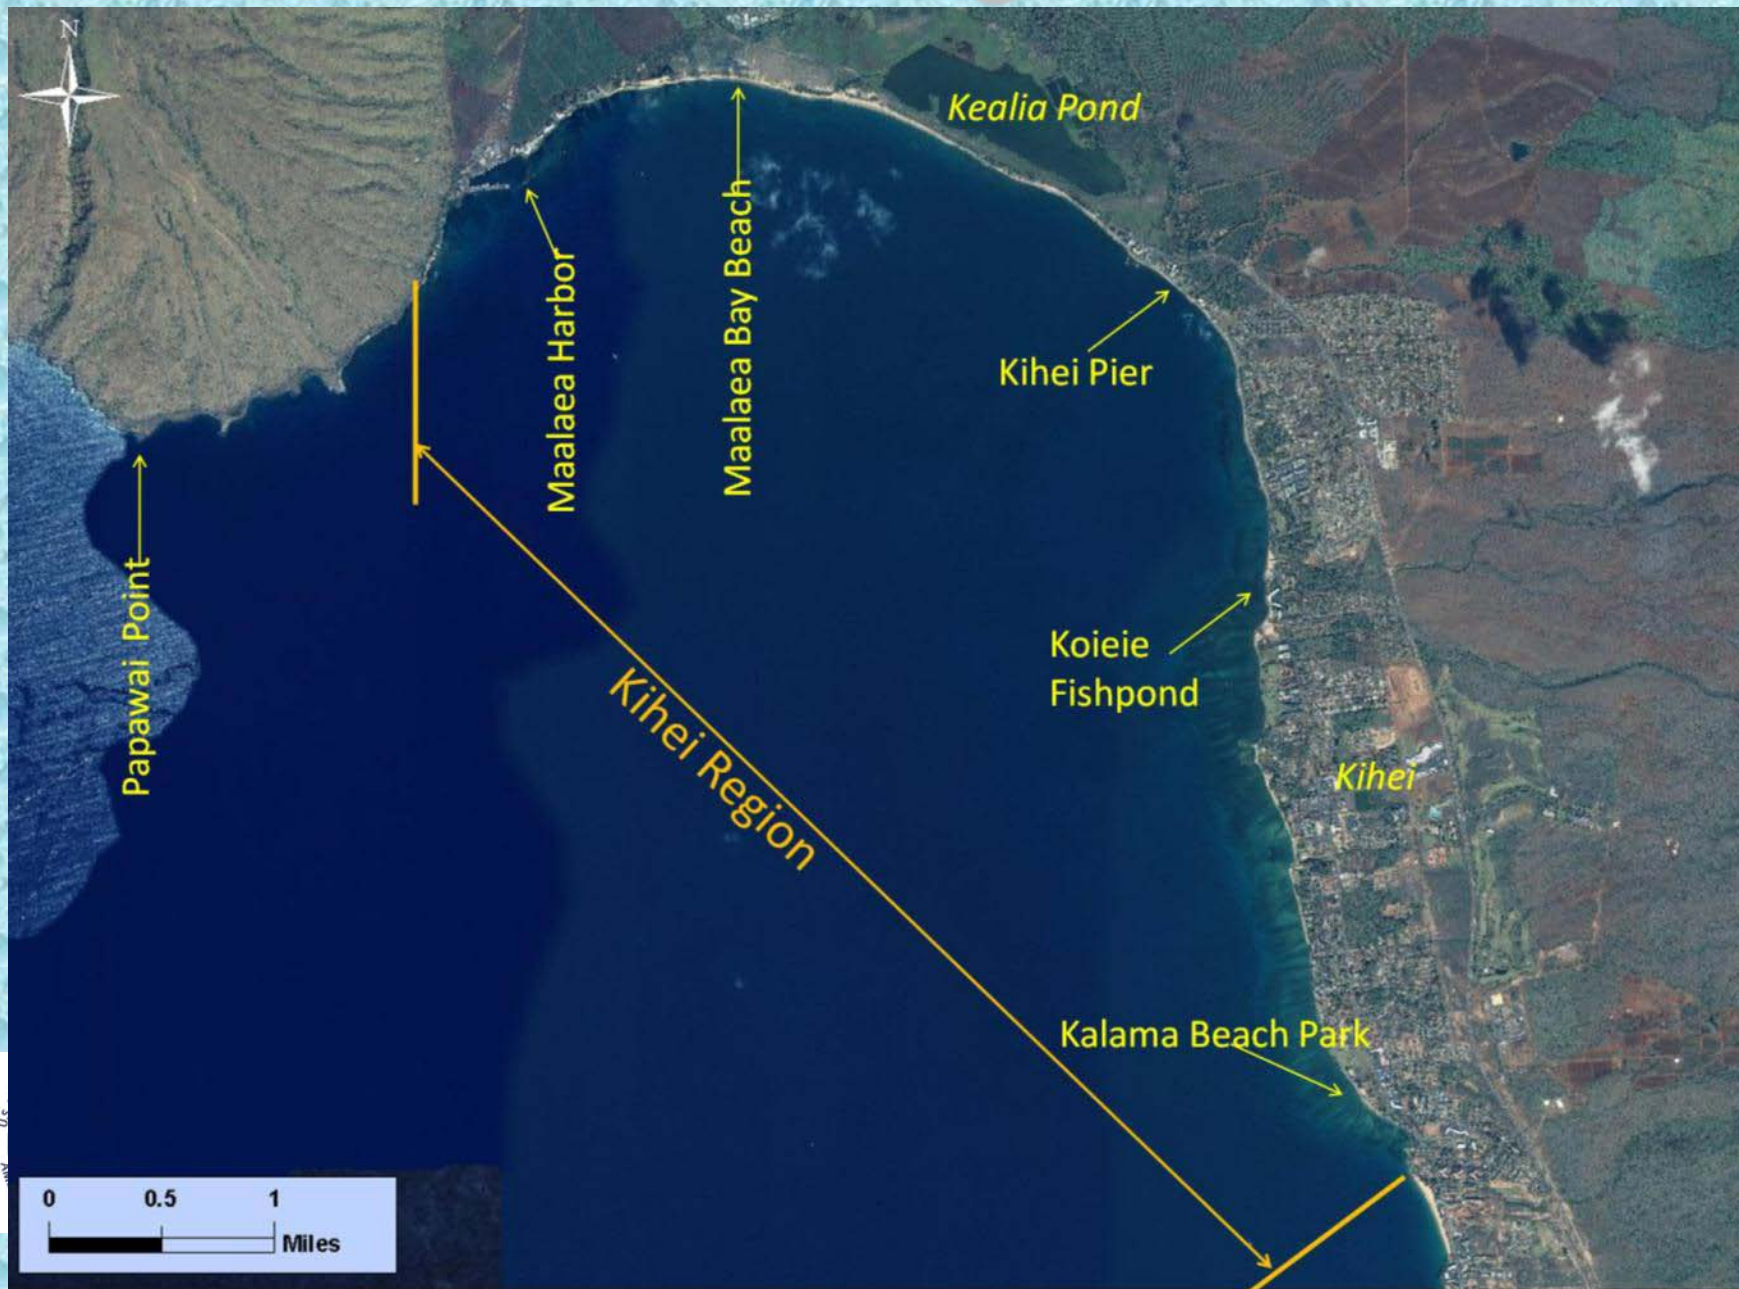 N
Kealia Pond
Maalaea Harbor
Maalaea Bay Beach
Kihei Pier
Papawai Point
Koieie
Fishpond
Kihei Region
Kihei
Kalama Beach Park
0 0.5 1
Miles